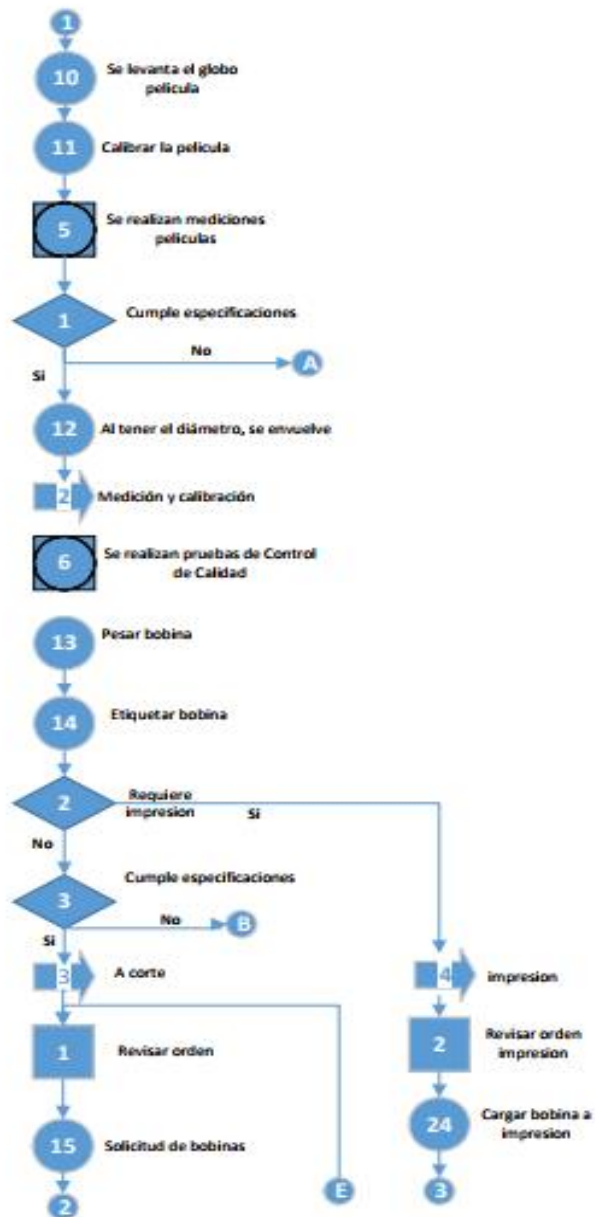 1
10
Se levanta el globo
pelicula
11
Calibrar la pelicula
5
Se realizan mediciones
peliculas
1
Cumple especificaciones
No
A
Si
12
Al tener el diámetro, se envuelve
2
Medición y calibración
6
Se realizan pruebas de Control
de Calidad
13
Pesar bobina
14
Etiquetar bobina
2
Requiere
impresion
Si
No
3
Cumple especificaciones
No
B
Si
3
A corte
4
impresion
1
Revisar orden
2
Revisar orden
impresion
15
Solicitud de bobinas
24
Cargar bobina a
impresion
2
E
3